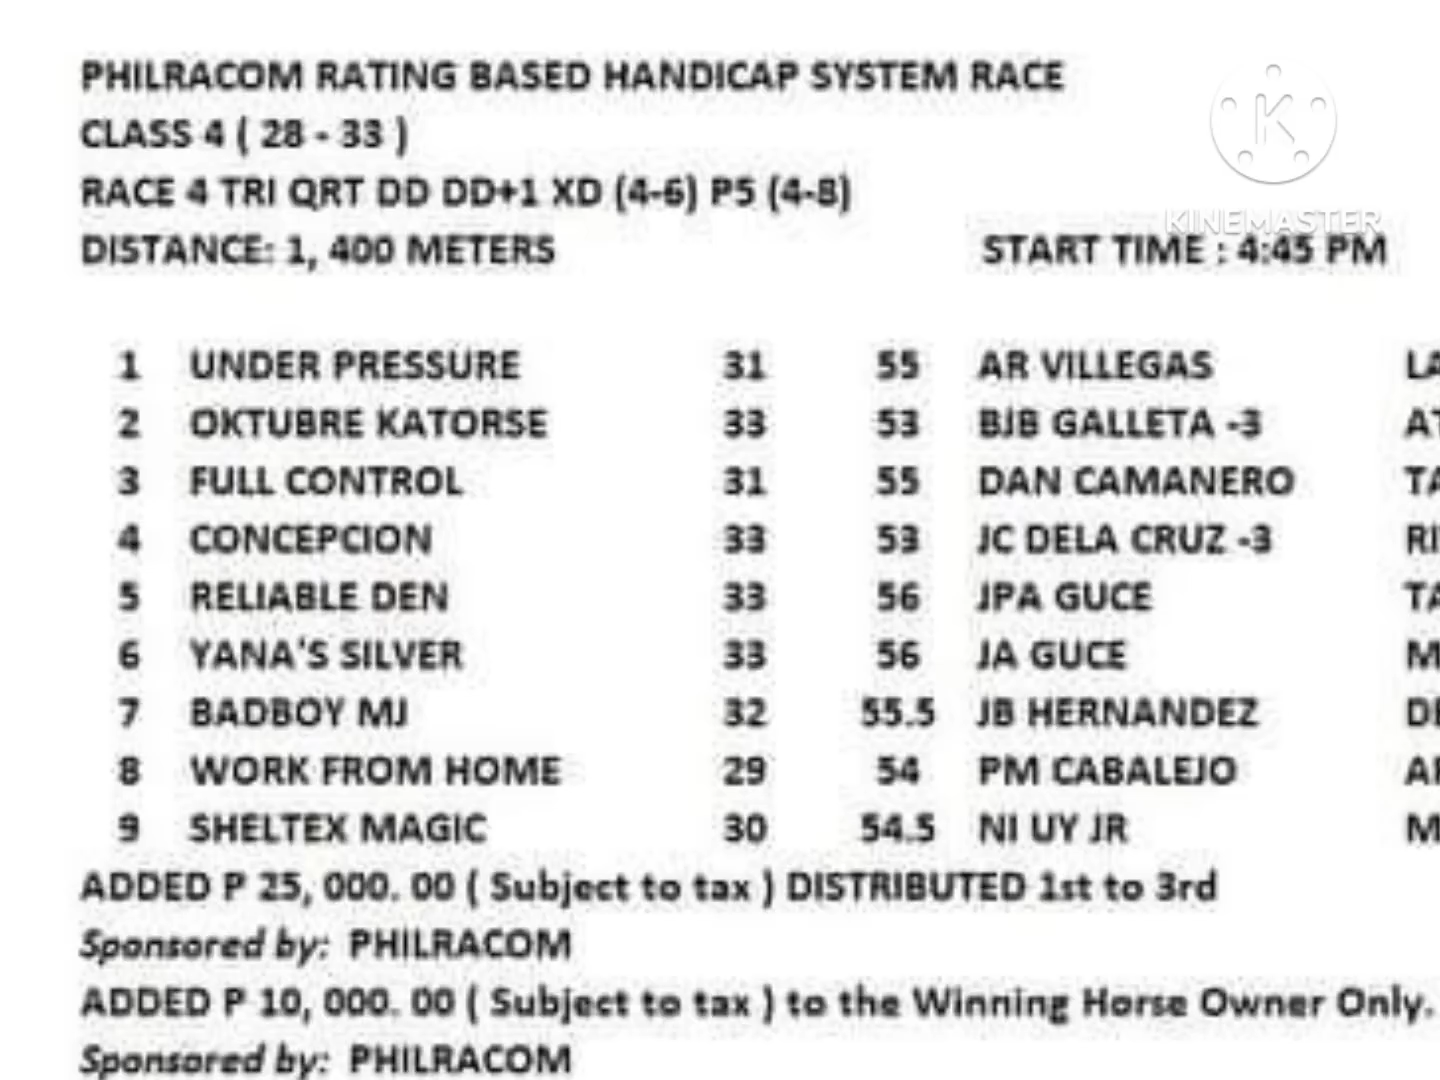 PHILRACOM RATING BASED HANDICAP SYSTEM RACE
CLASS 4 ( 28 - 33 )
RACE 4 TRI QRT DD DD+1 XD (4-6) P5 (4-8)
KINEMASTER
DISTANCE: 1, 400 METERS START TIME : 4:45 PM
1 UNDER PRESSURE 31 55 AR VILLEGAS LA
2 OKTUBRE KATORSE 33 53 BJB GALLETA -3 AT
3 FULL CONTROL 31 55 DAN CAMANERO TA
4 CONCEPCION 33 53 JC DELA CRUZ -3 RI
5 RELIABLE DEN 33 56 JPA GUCE TA
6 YANA'S SILVER 33 56 JA GUCE M
7 BADBOY MJ 32 55.5 JB HERNANDEZ DE
8 WORK FROM HOME 29 54 PM CABALEJO
9 SHELTEX MAGIC 30 54.5 NI UY JR M
ADDED P 25, 000. 00 ( Subject to tax ) DISTRIBUTED 1st to 3rd
Sponsored by: PHILRACOM
ADDED P 10, 000. 00 ( Subject to tax ) to the Winning Horse Owner Only.
Sponsored by: PHILRACOM